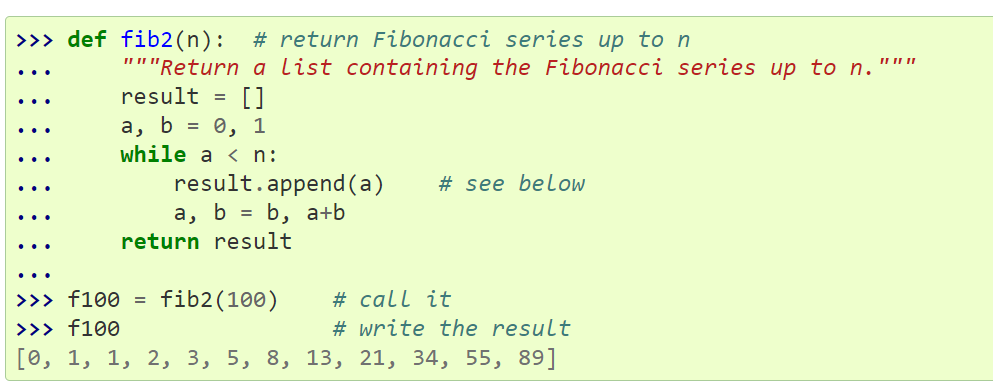 >>> def fib2(n):  # return Fibonacci series up to n
...     """Return a list containing the Fibonacci series up to n."""
...     result = []
...     a, b = 0, 1
...     while a < n:
...         result.append(a)    # see below
...         a, b = b, a+b
...     return result
...
>>> f100 = fib2(100)    # call it
>>> f100                # write the result
[0, 1, 1, 2, 3, 5, 8, 13, 21, 34, 55, 89]